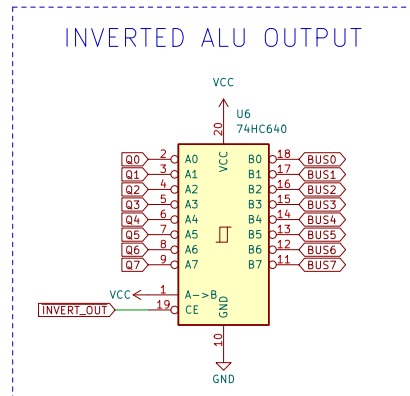 INVERTED ALU OUTPUT
VCC
U6
74HC640
20
VCC
Q0 2 A0 B0 18 BUS0
Q1 3 A1 B1 17 BUS1
Q2 4 A2 B2 16 BUS2
Q3 5 A3 B3 15 BUS3
Q4 6 A4 B4 14 BUS4
Q5 7 A5 B5 13 BUS5
Q6 8 A6 B6 12 BUS6
Q7 9 A7 B7 11 BUS7
VCC 1 A->B
INVERT_OUT 19 CE
GND
10
GND